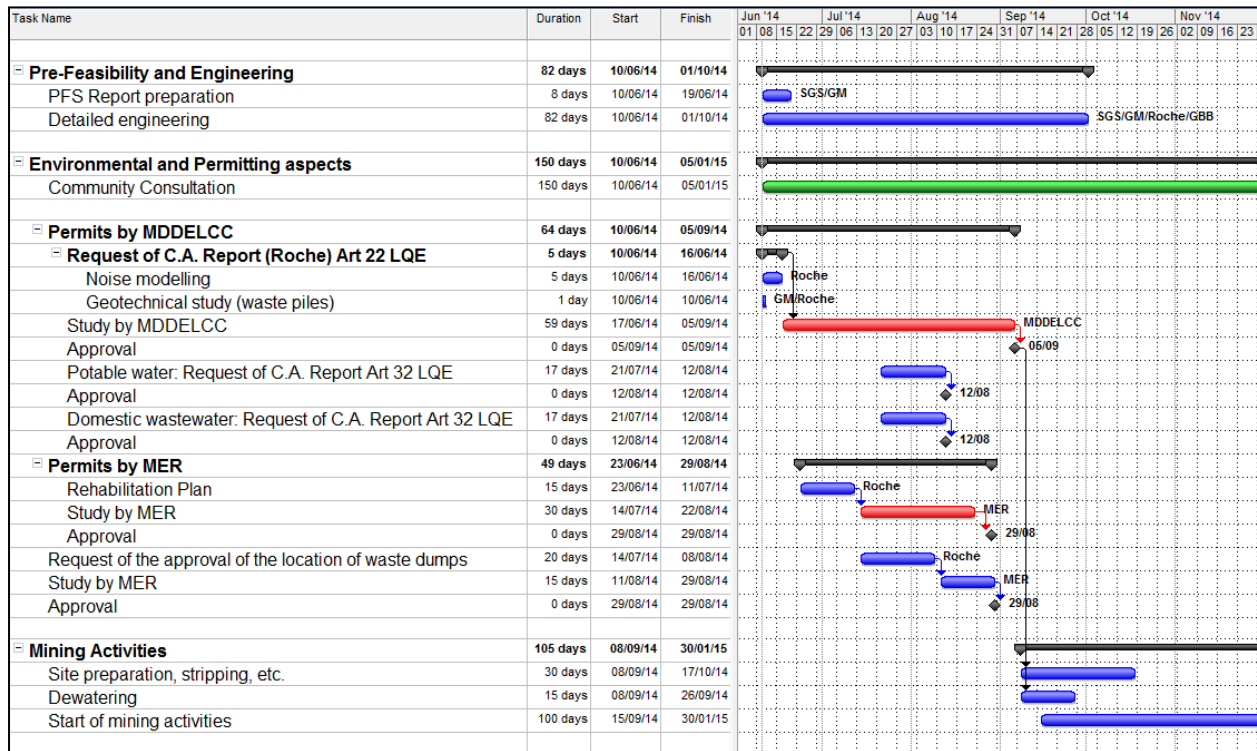 Task Name Duration Start Finish Jun '14 Jul '14 Aug '14 Sep '14 Oct '14 Nov '14
01 08 15 22 29 06 13 20 27 03 10 17 24 31 07 14 21 28 05 12 19 26 02 09 16 23
Pre-Feasibility and Engineering 82 days 10/06/14 01/10/14
PFS Report preparation 8 days 10/06/14 19/06/14 SGS/GM
Detailed engineering 82 days 10/06/14 01/10/14 SGS/GM/Roche/GBB
Environmental and Permitting aspects 150 days 10/06/14 05/01/15
Community Consultation 150 days 10/06/14 05/01/15
Permits by MDDELCC 64 days 10/06/14 05/09/14
Request of C.A. Report (Roche) Art 22 LQE 5 days 10/06/14 16/06/14
Noise modelling 5 days 10/06/14 16/06/14 Roche
Geotechnical study (waste piles) 1 day 10/06/14 10/06/14 GM/Roche
Study by MDDELCC 59 days 17/06/14 05/09/14 MDDELCC
Approval 0 days 05/09/14 05/09/14 05/09
Potable water: Request of C.A. Report Art 32 LQE 17 days 21/07/14 12/08/14
Approval 0 days 12/08/14 12/08/14 12/08
Domestic wastewater: Request of C.A. Report Art 32 LQE 17 days 21/07/14 12/08/14
Approval 0 days 12/08/14 12/08/14 12/08
Permits by MER 49 days 23/06/14 29/08/14
Rehabilitation Plan 15 days 23/06/14 11/07/14 Roche
Study by MER 30 days 14/07/14 22/08/14 MER
Approval 0 days 29/08/14 29/08/14 29/08
Request of the approval of the location of waste dumps 20 days 14/07/14 08/08/14 Roche
Study by MER 15 days 11/08/14 29/08/14 MER
Approval 0 days 29/08/14 29/08/14 29/08
Mining Activities 105 days 08/09/14 30/01/15
Site preparation, stripping, etc. 30 days 08/09/14 17/10/14
Dewatering 15 days 08/09/14 26/09/14
Start of mining activities 100 days 15/09/14 30/01/15